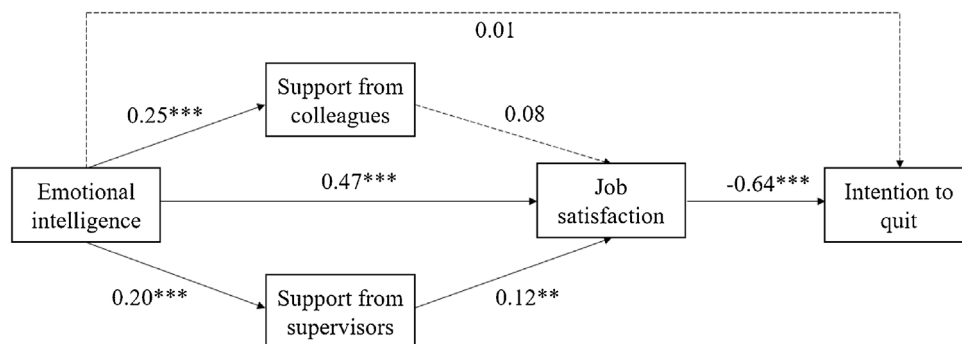 0.01
Support from
colleagues
0.25***
0.08
Emotional
intelligence
0.47***
Job
satisfaction
-0.64***
Intention to
quit
0.20***
Support from
supervisors
0.12**